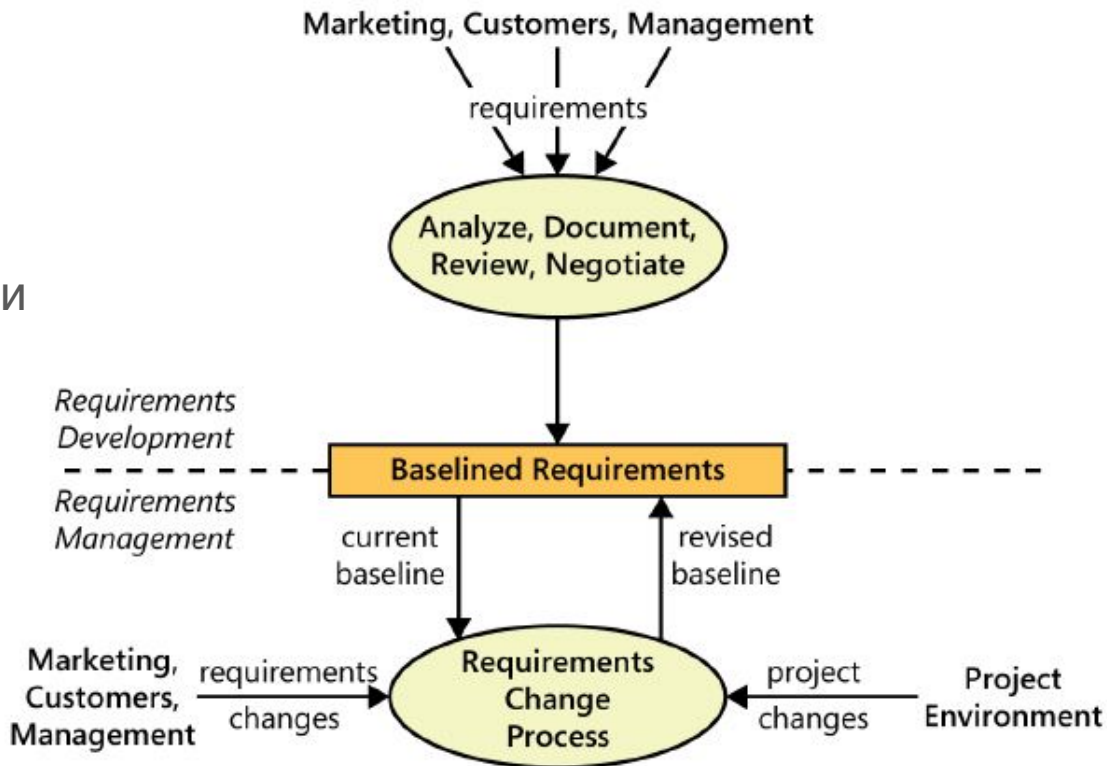 Marketing, Customers, Management
requirements
Analyze, Document,
Review, Negotiate
и
Requirements
Development
Baselined Requirements
Requirements
Management
current
baseline
revised
baseline
Marketing,
Customers,
Management
requirements
changes
Requirements
Change
Process
project
changes
Project
Environment